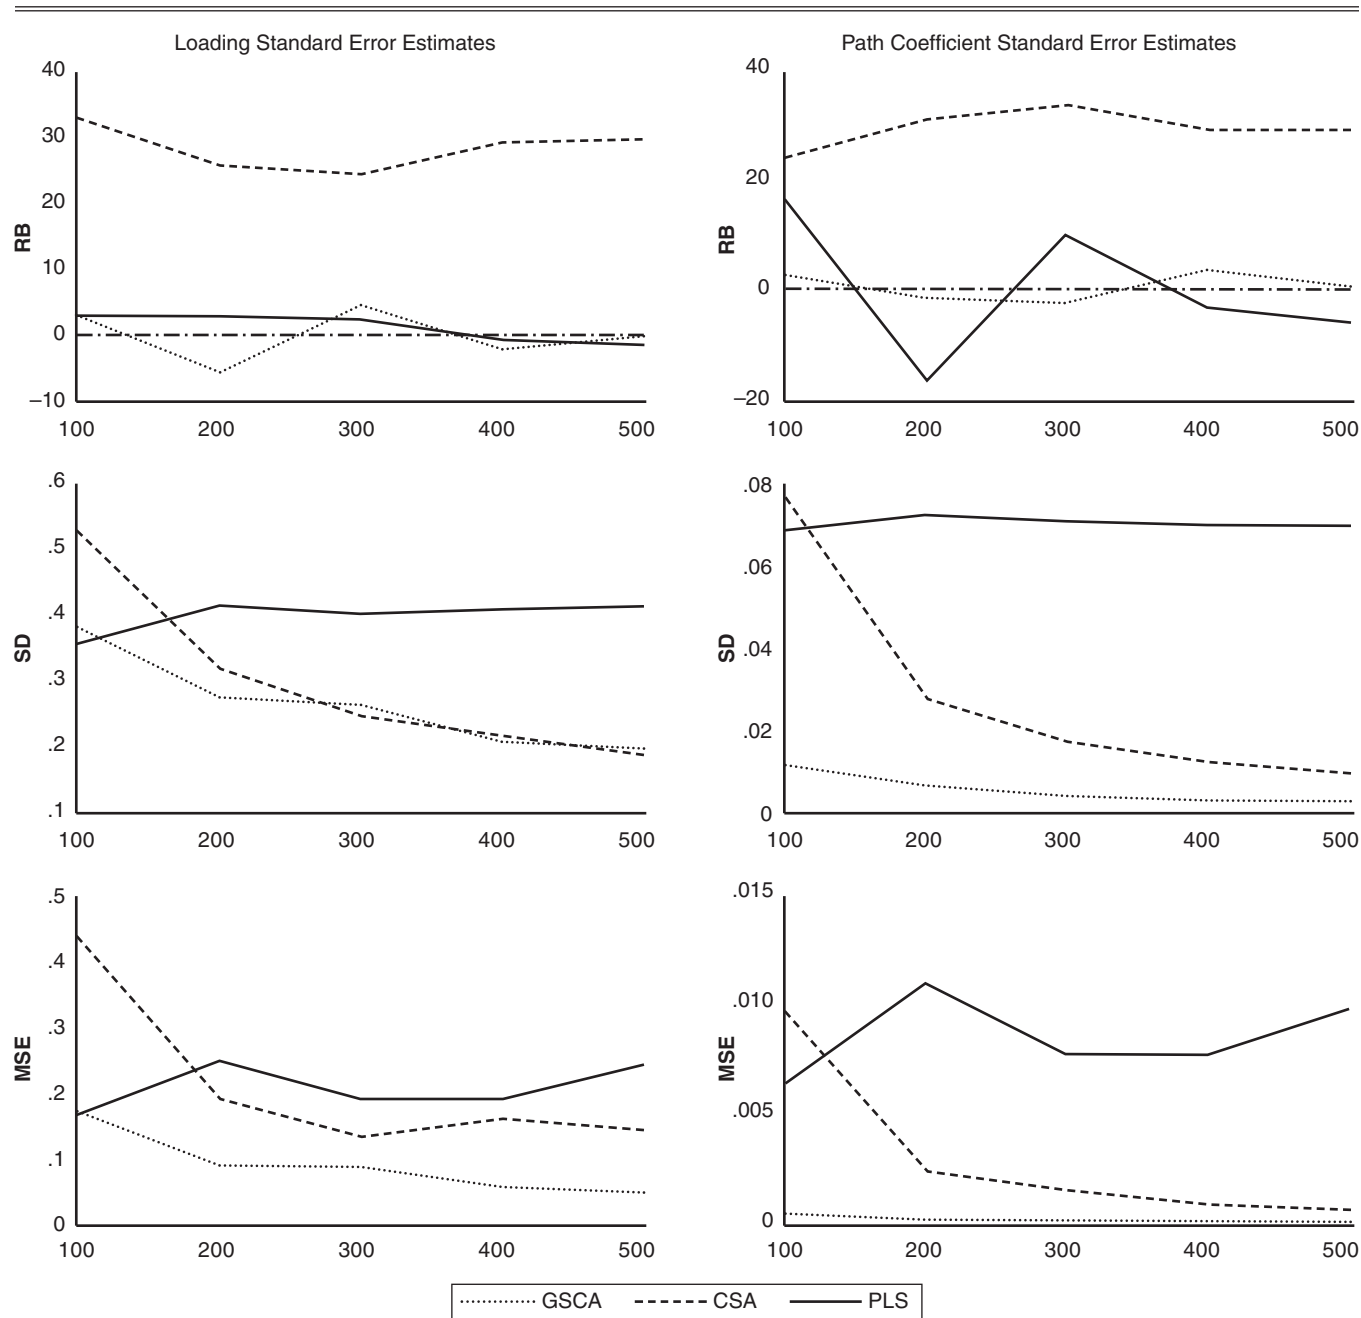 Loading Standard Error Estimates
40
30
20
10
0
–10
RB
100 200 300 400 500
Path Coefficient Standard Error Estimates
40
20
0
–20
RB
100 200 300 400 500
.6
.5
.4
.3
.2
.1
SD
100 200 300 400 500
.08
.06
.04
.02
0
SD
100 200 300 400 500
.5
.4
.3
.2
.1
0
MSE
100 200 300 400 500
.015
.010
.005
0
MSE
100 200 300 400 500
GSCA CSA PLS